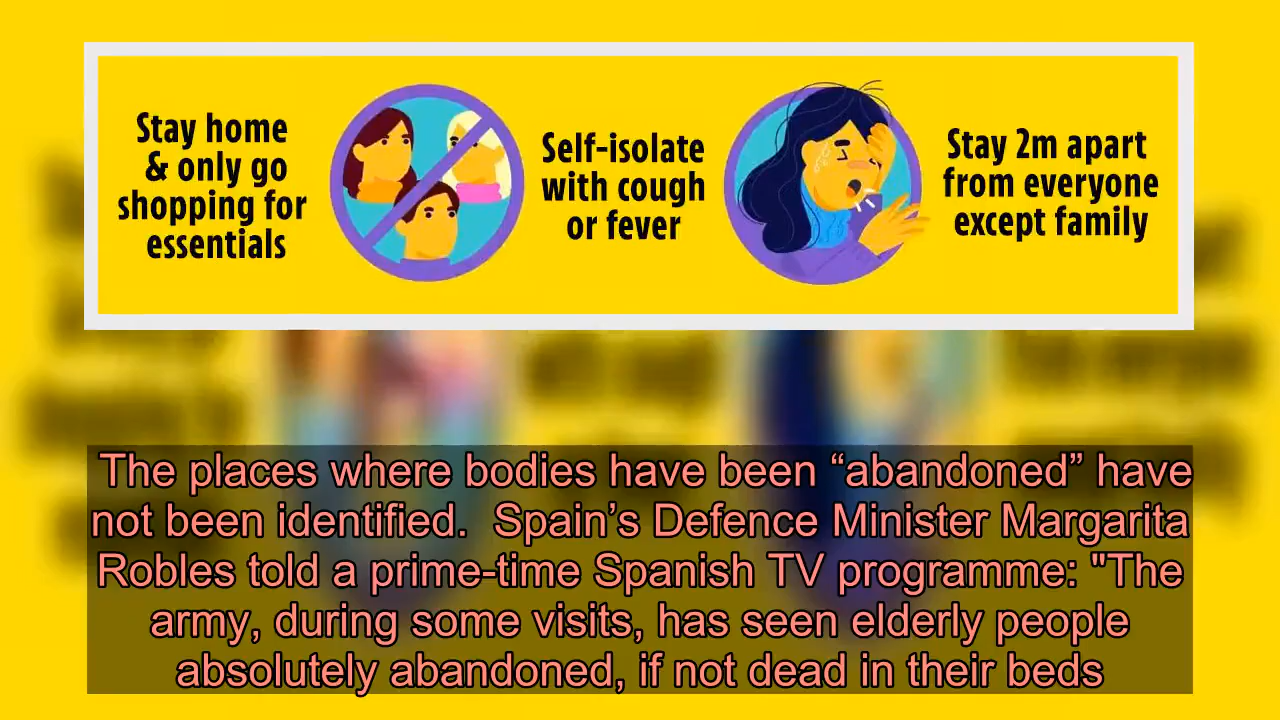 Stay home
& only go
shopping for
essentials
Self-isolate
with cough
or fever
Stay 2m apart
from everyone
except family
The places where bodies have been “abandoned” have
not been identified.  Spain’s Defence Minister Margarita
Robles told a prime-time Spanish TV programme: "The
army, during some visits, has seen elderly people
absolutely abandoned, if not dead in their beds